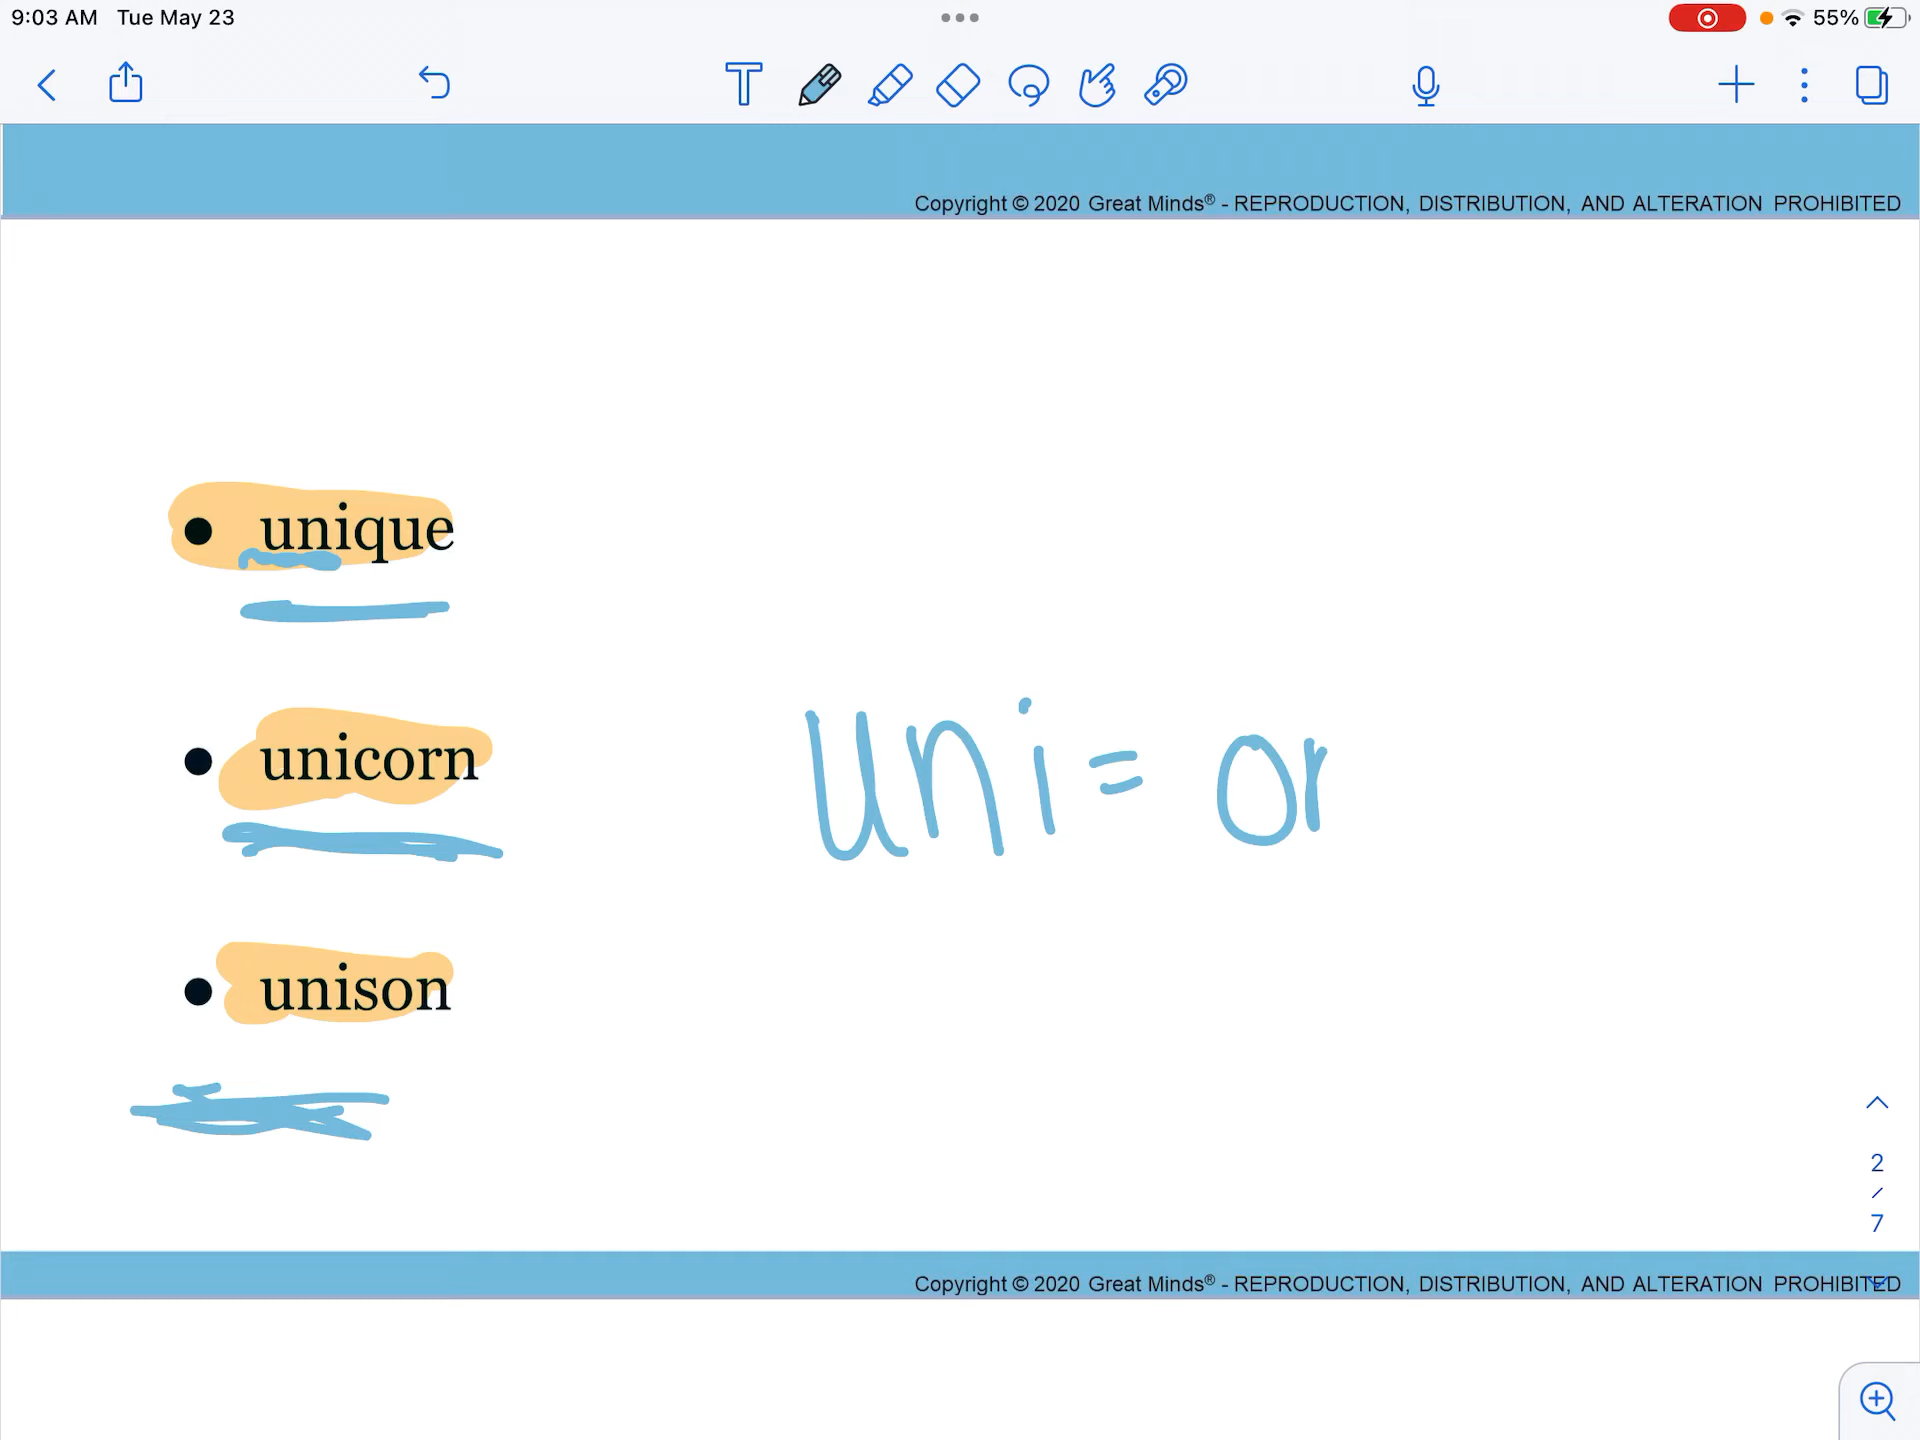 9:03 AM Tue May 23
55%
Copyright © 2020 Great Minds® - REPRODUCTION, DISTRIBUTION, AND ALTERATION PROHIBITED
• unique
• unicorn
uni = or
• unison
2
/
7
Copyright © 2020 Great Minds® - REPRODUCTION, DISTRIBUTION, AND ALTERATION PROHIBITED